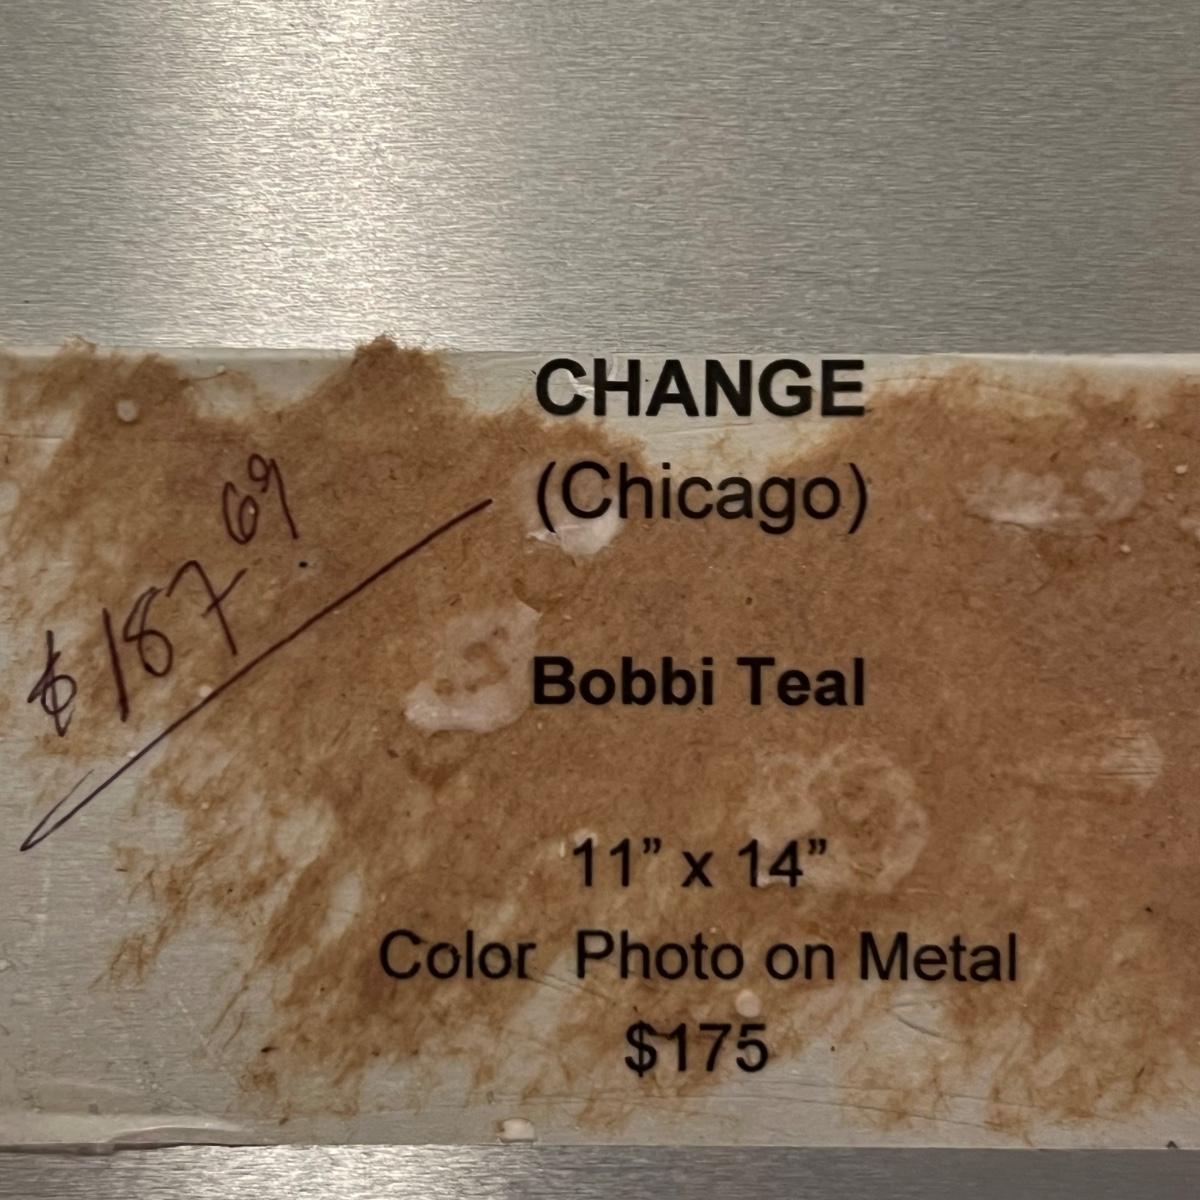 CHANGE
(Chicago)
$187.69
Bobbi Teal
11” x 14”
Color Photo on Metal
$175